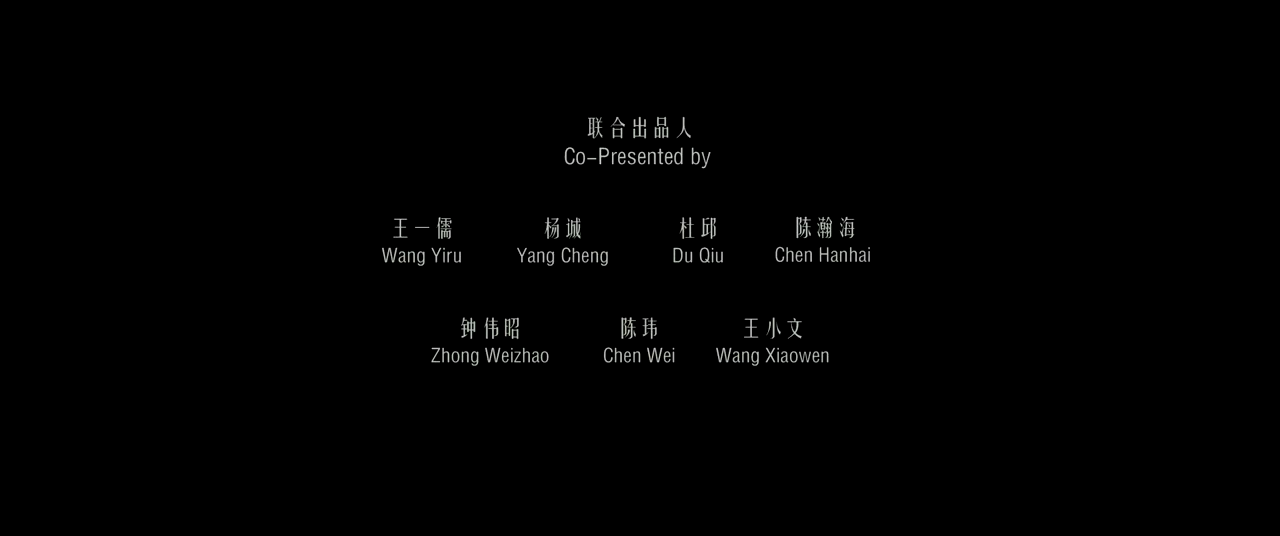 联合出品人
Co-Presented by
王一儒 杨诚 杜邱 陈瀚海
Wang Yiru Yang Cheng Du Qiu Chen Hanhai
钟伟昭 陈玮 王小文
Zhong Weizhao Chen Wei Wang Xiaowen